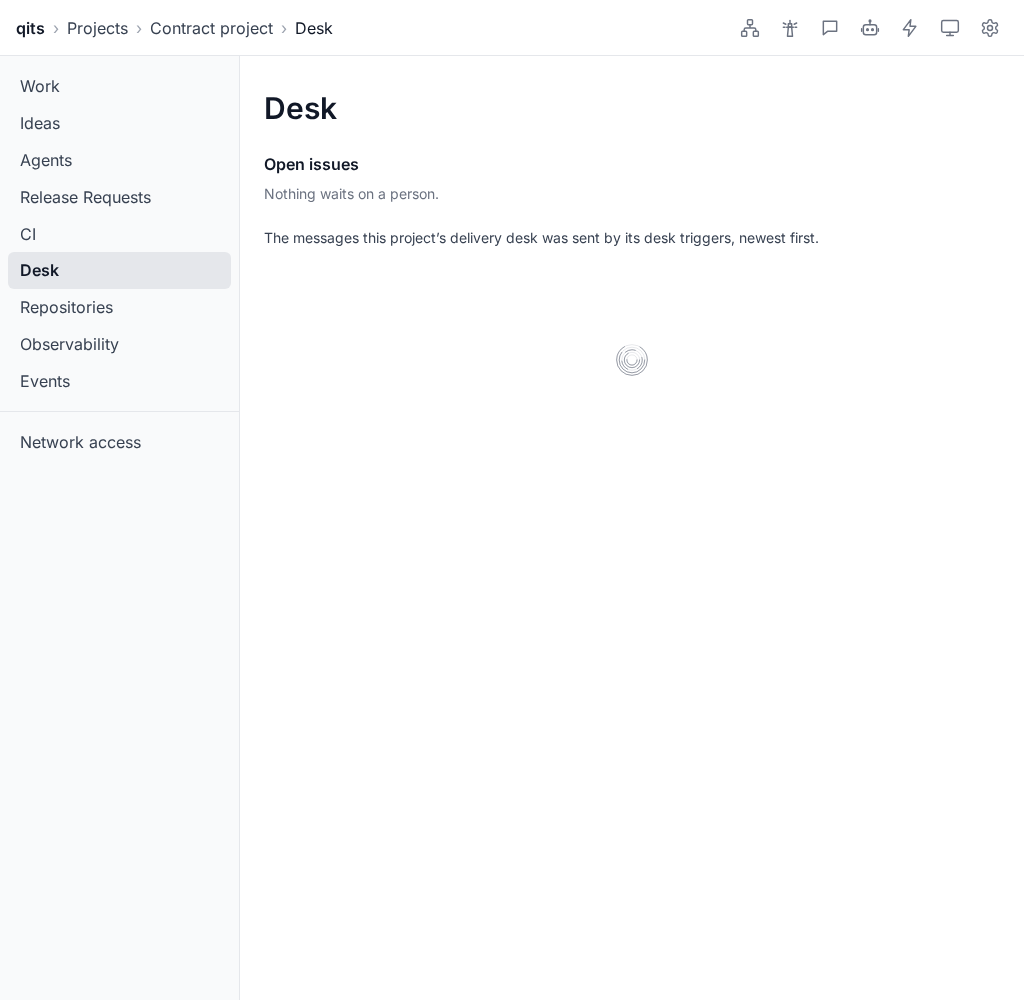 qits › Projects › Contract project › Desk
Work
Ideas
Agents
Release Requests
CI
Desk
Repositories
Observability
Events
Network access
Desk
Open issues
Nothing waits on a person.
The messages this project’s delivery desk was sent by its desk triggers, newest first.